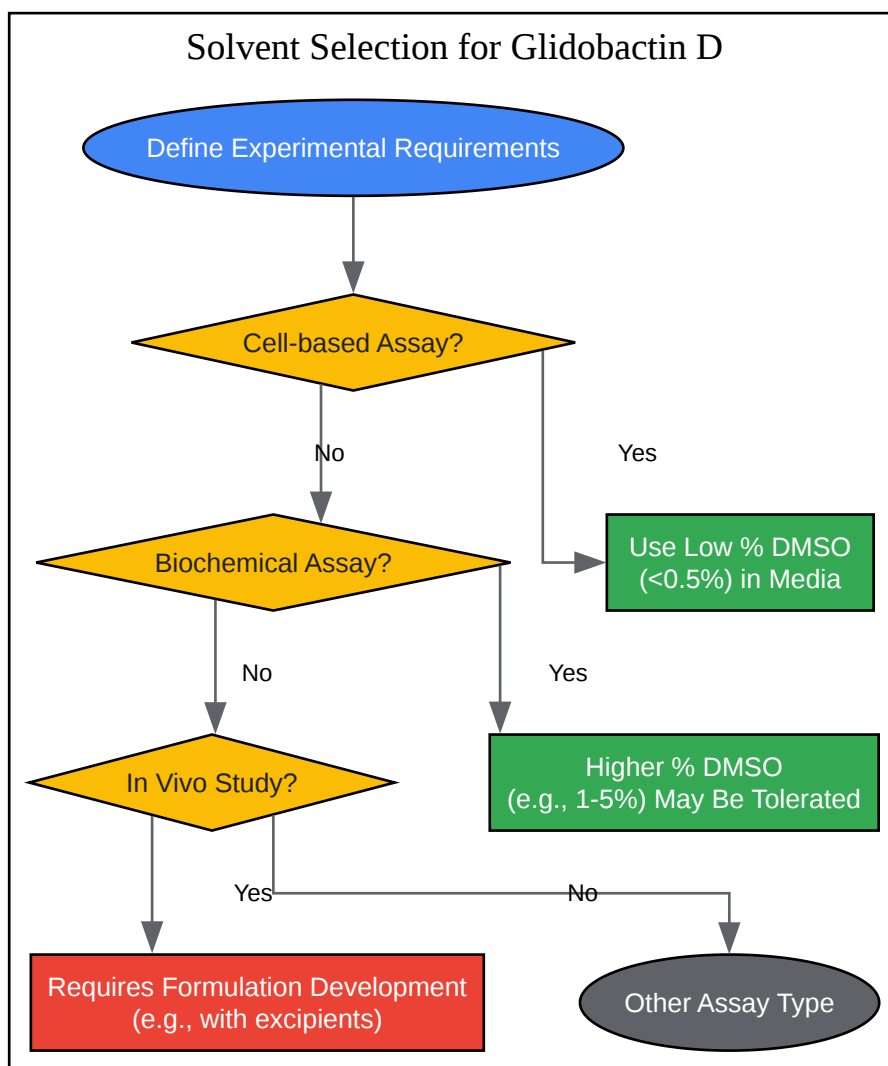 Solvent Selection for Glidobactin D
Define Experimental Requirements
Cell-based Assay?
No
Yes
Use Low % DMSO
(<0.5%) in Media
Biochemical Assay?
No
Yes
Higher % DMSO
(e.g., 1-5%) May Be Tolerated
In Vivo Study?
Yes
No
Requires Formulation Development
(e.g., with excipients)
Other Assay Type